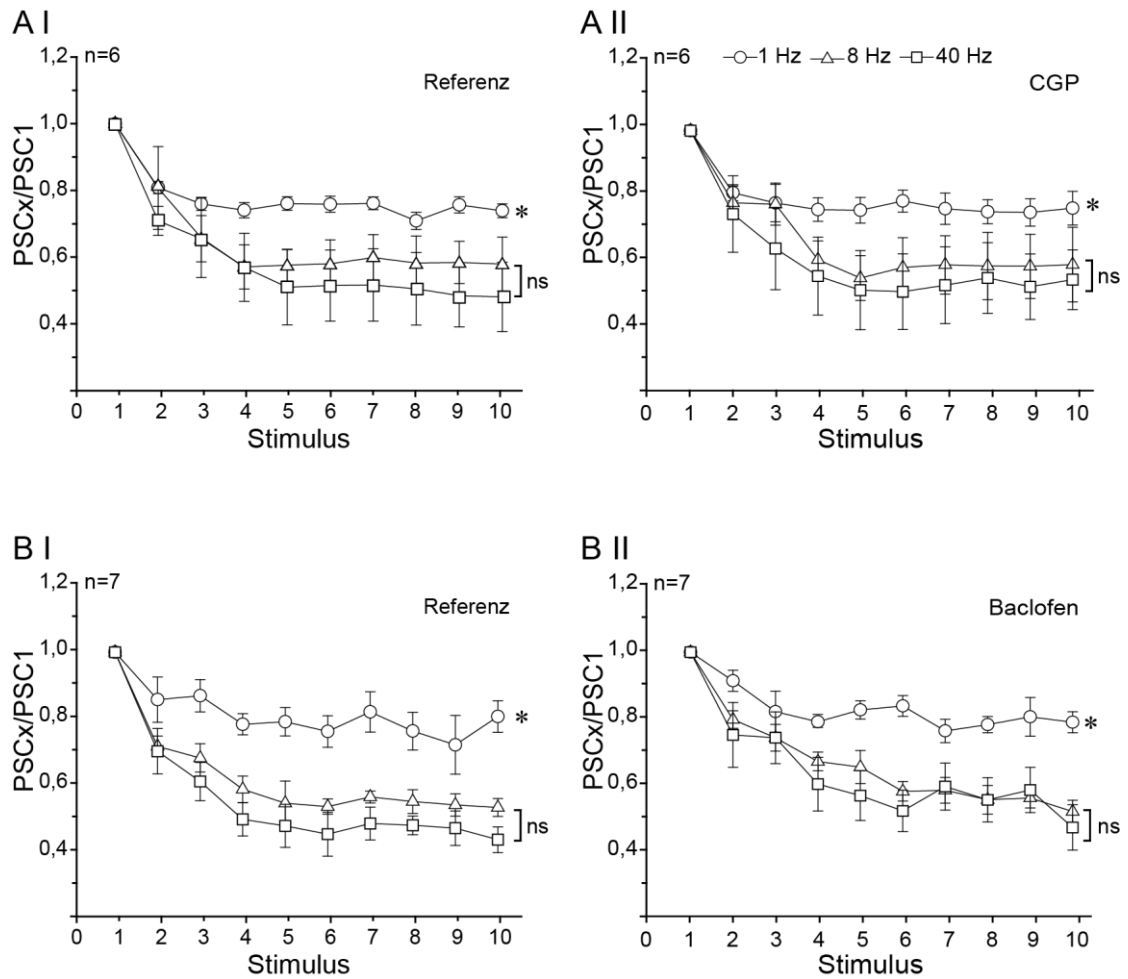 A I
n=6
Referenz
PSCx/PSC1
1,2
1,0
0,8
0,6
0,4
*
ns
0 1 2 3 4 5 6 7 8 9 10
Stimulus
A II
n=6
1 Hz 8 Hz 40 Hz
CGP
PSCx/PSC1
1,2
1,0
0,8
0,6
0,4
*
ns
0 1 2 3 4 5 6 7 8 9 10
Stimulus
B I
n=7
Referenz
PSCx/PSC1
1,2
1,0
0,8
0,6
0,4
*
ns
0 1 2 3 4 5 6 7 8 9 10
Stimulus
B II
n=7
Baclofen
PSCx/PSC1
1,2
1,0
0,8
0,6
0,4
*
ns
0 1 2 3 4 5 6 7 8 9 10
Stimulus